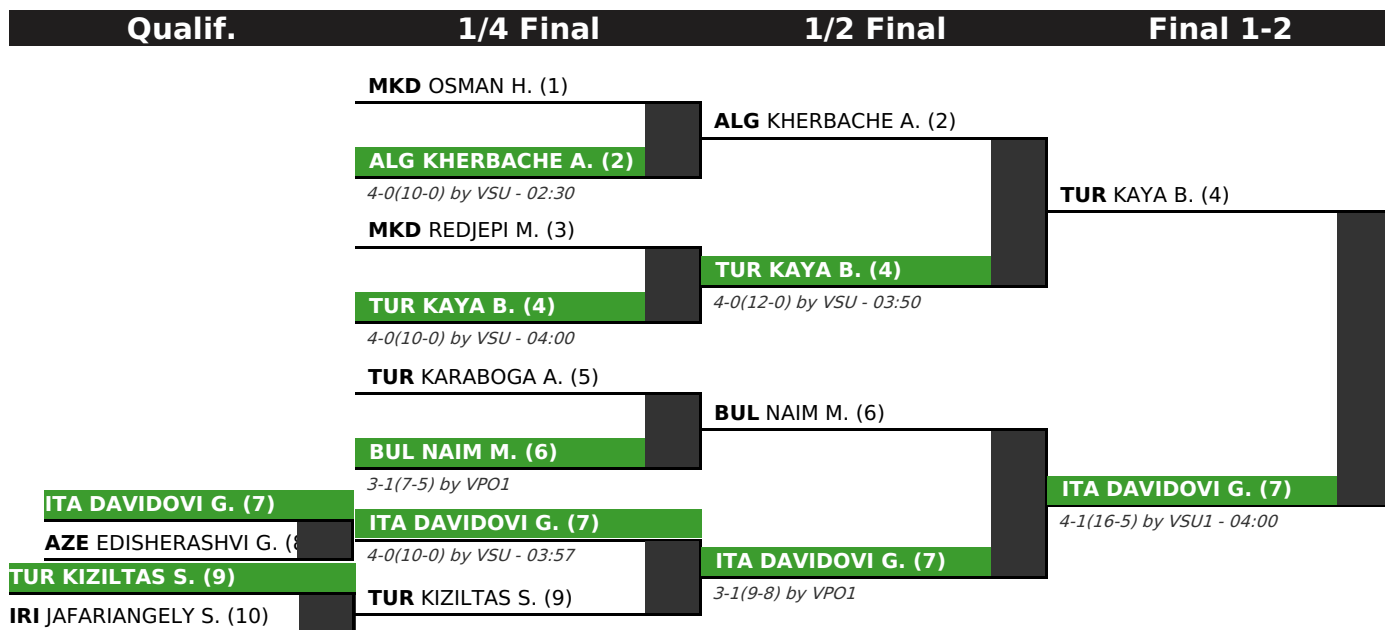 Qualif. 1/4 Final 1/2 Final Final 1-2
MKD OSMAN H. (1)
ALG KHERBACHE A. (2)
4-0(10-0) by VSU - 02:30
MKD REDJEPI M. (3)
TUR KAYA B. (4)
4-0(10-0) by VSU - 04:00
TUR KARABOGA A. (5)
BUL NAIM M. (6)
3-1(7-5) by VPO1
ITA DAVIDOVI G. (7)
AZE EDISHERASHVI G. (8
TUR KIZILTAS S. (9)
IRI JAFARIANGELY S. (10)
ITA DAVIDOVI G. (7)
4-0(10-0) by VSU - 03:57
TUR KIZILTAS S. (9)
ALG KHERBACHE A. (2)
TUR KAYA B. (4)
4-0(12-0) by VSU - 03:50
BUL NAIM M. (6)
ITA DAVIDOVI G. (7)
3-1(9-8) by VPO1
TUR KAYA B. (4)
ITA DAVIDOVI G. (7)
4-1(16-5) by VSU1 - 04:00